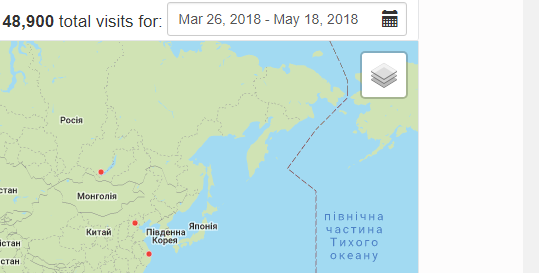 48,900 total visits for: Mar 26, 2018 - May 18, 2018
Росія
стан
Монголія
Китай
Південна
Корея
Японія
істан
стан
північна
частина
Тихого
океану